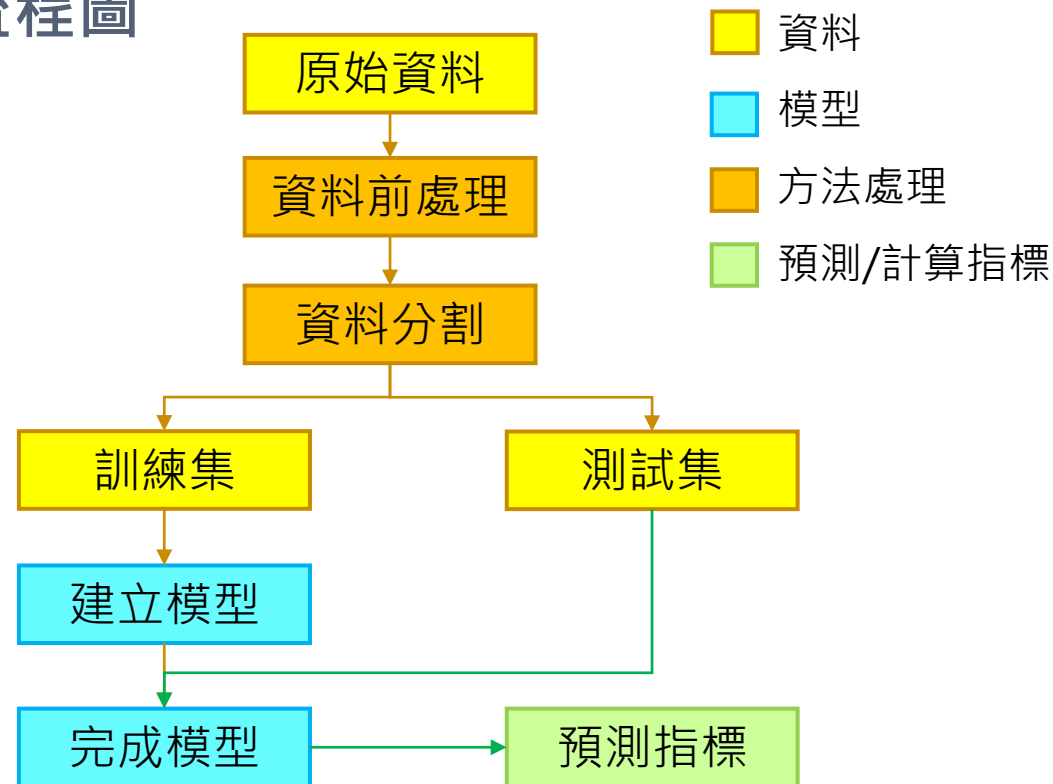 流程圖
原始資料
資料前處理
資料分割
訓練集
測試集
建立模型
完成模型
預測指標
資料
模型
方法處理
預測/計算指標